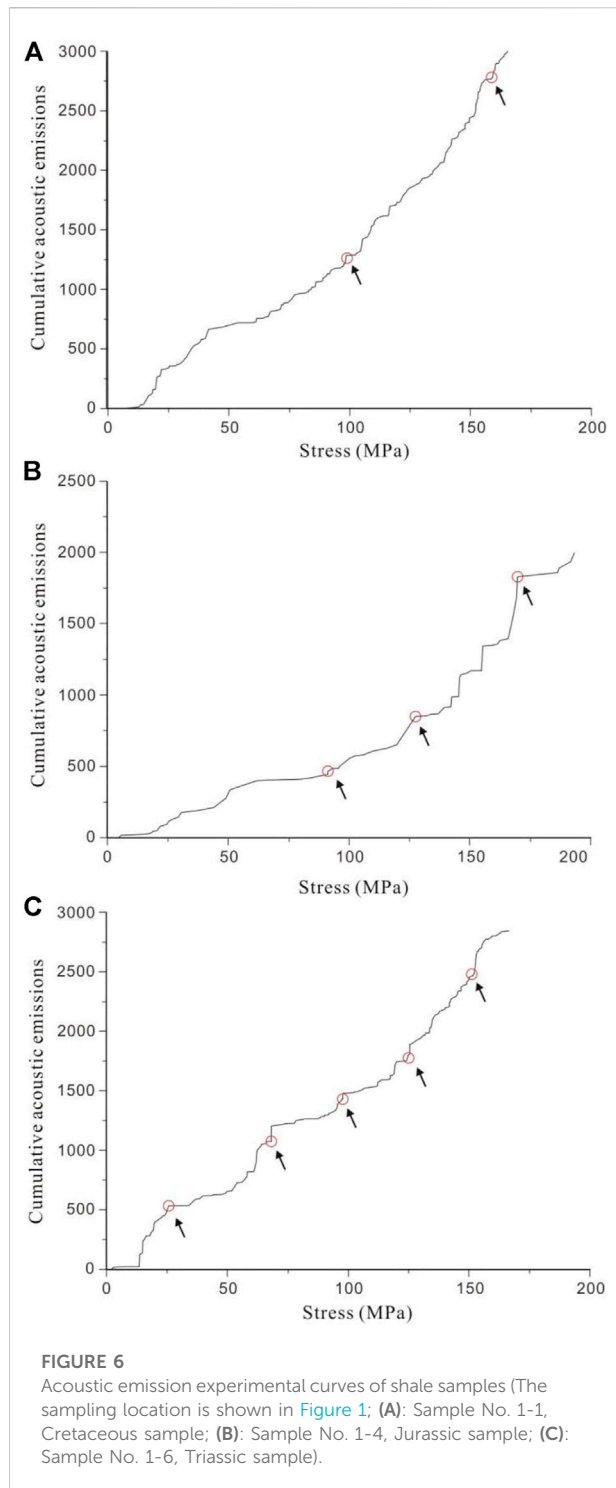 A
Cumulative acoustic emissions
3000
2500
2000
1500
1000
500
0
0 50 100 150 200
Stress (MPa)
B
Cumulative acoustic emissions
2500
2000
1500
1000
500
0
0 50 100 150 200
Stress (MPa)
C
Cumulative acoustic emissions
3000
2500
2000
1500
1000
500
0
0 50 100 150 200
Stress (MPa)
FIGURE 6
Acoustic emission experimental curves of shale samples (The
sampling location is shown in Figure 1; (A): Sample No. 1-1,
Cretaceous sample; (B): Sample No. 1-4, Jurassic sample; (C):
Sample No. 1-6, Triassic sample).